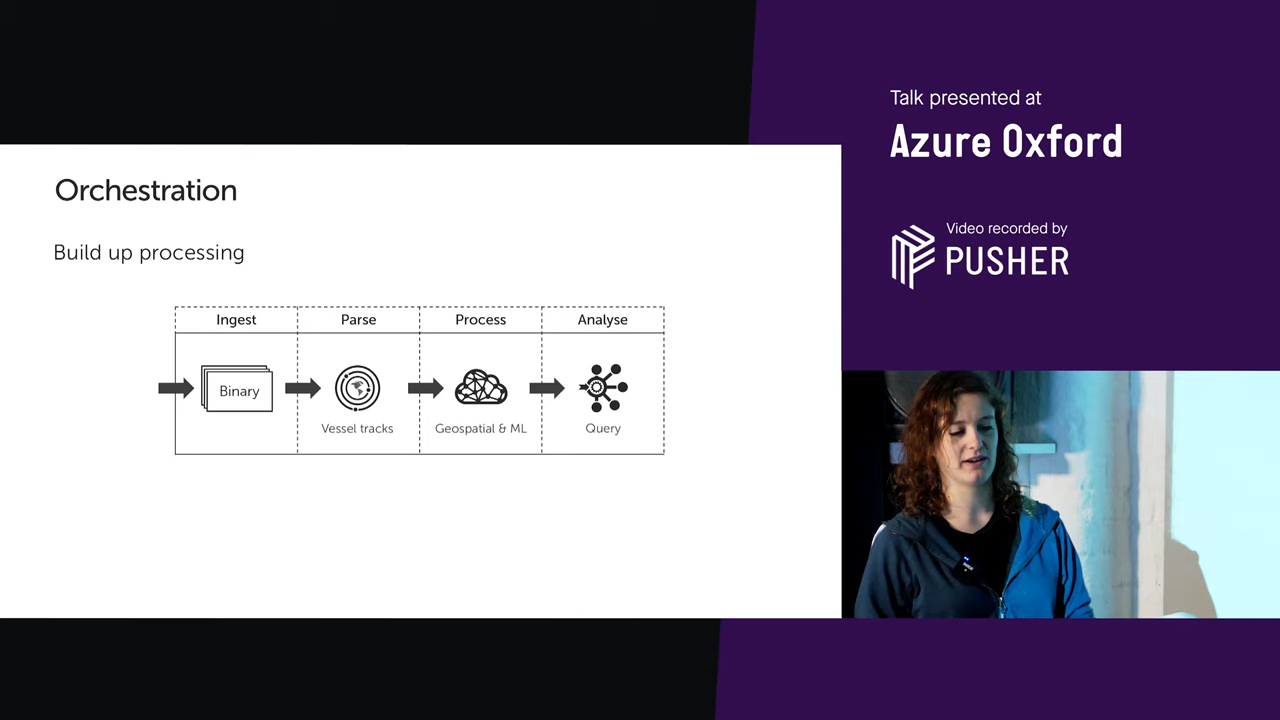 Talk presented at
Azure Oxford
Video recorded by
PUSHER
Orchestration
Build up processing
Ingest
Parse
Process
Analyse
Binary
Vessel tracks
Geospatial & ML
Query